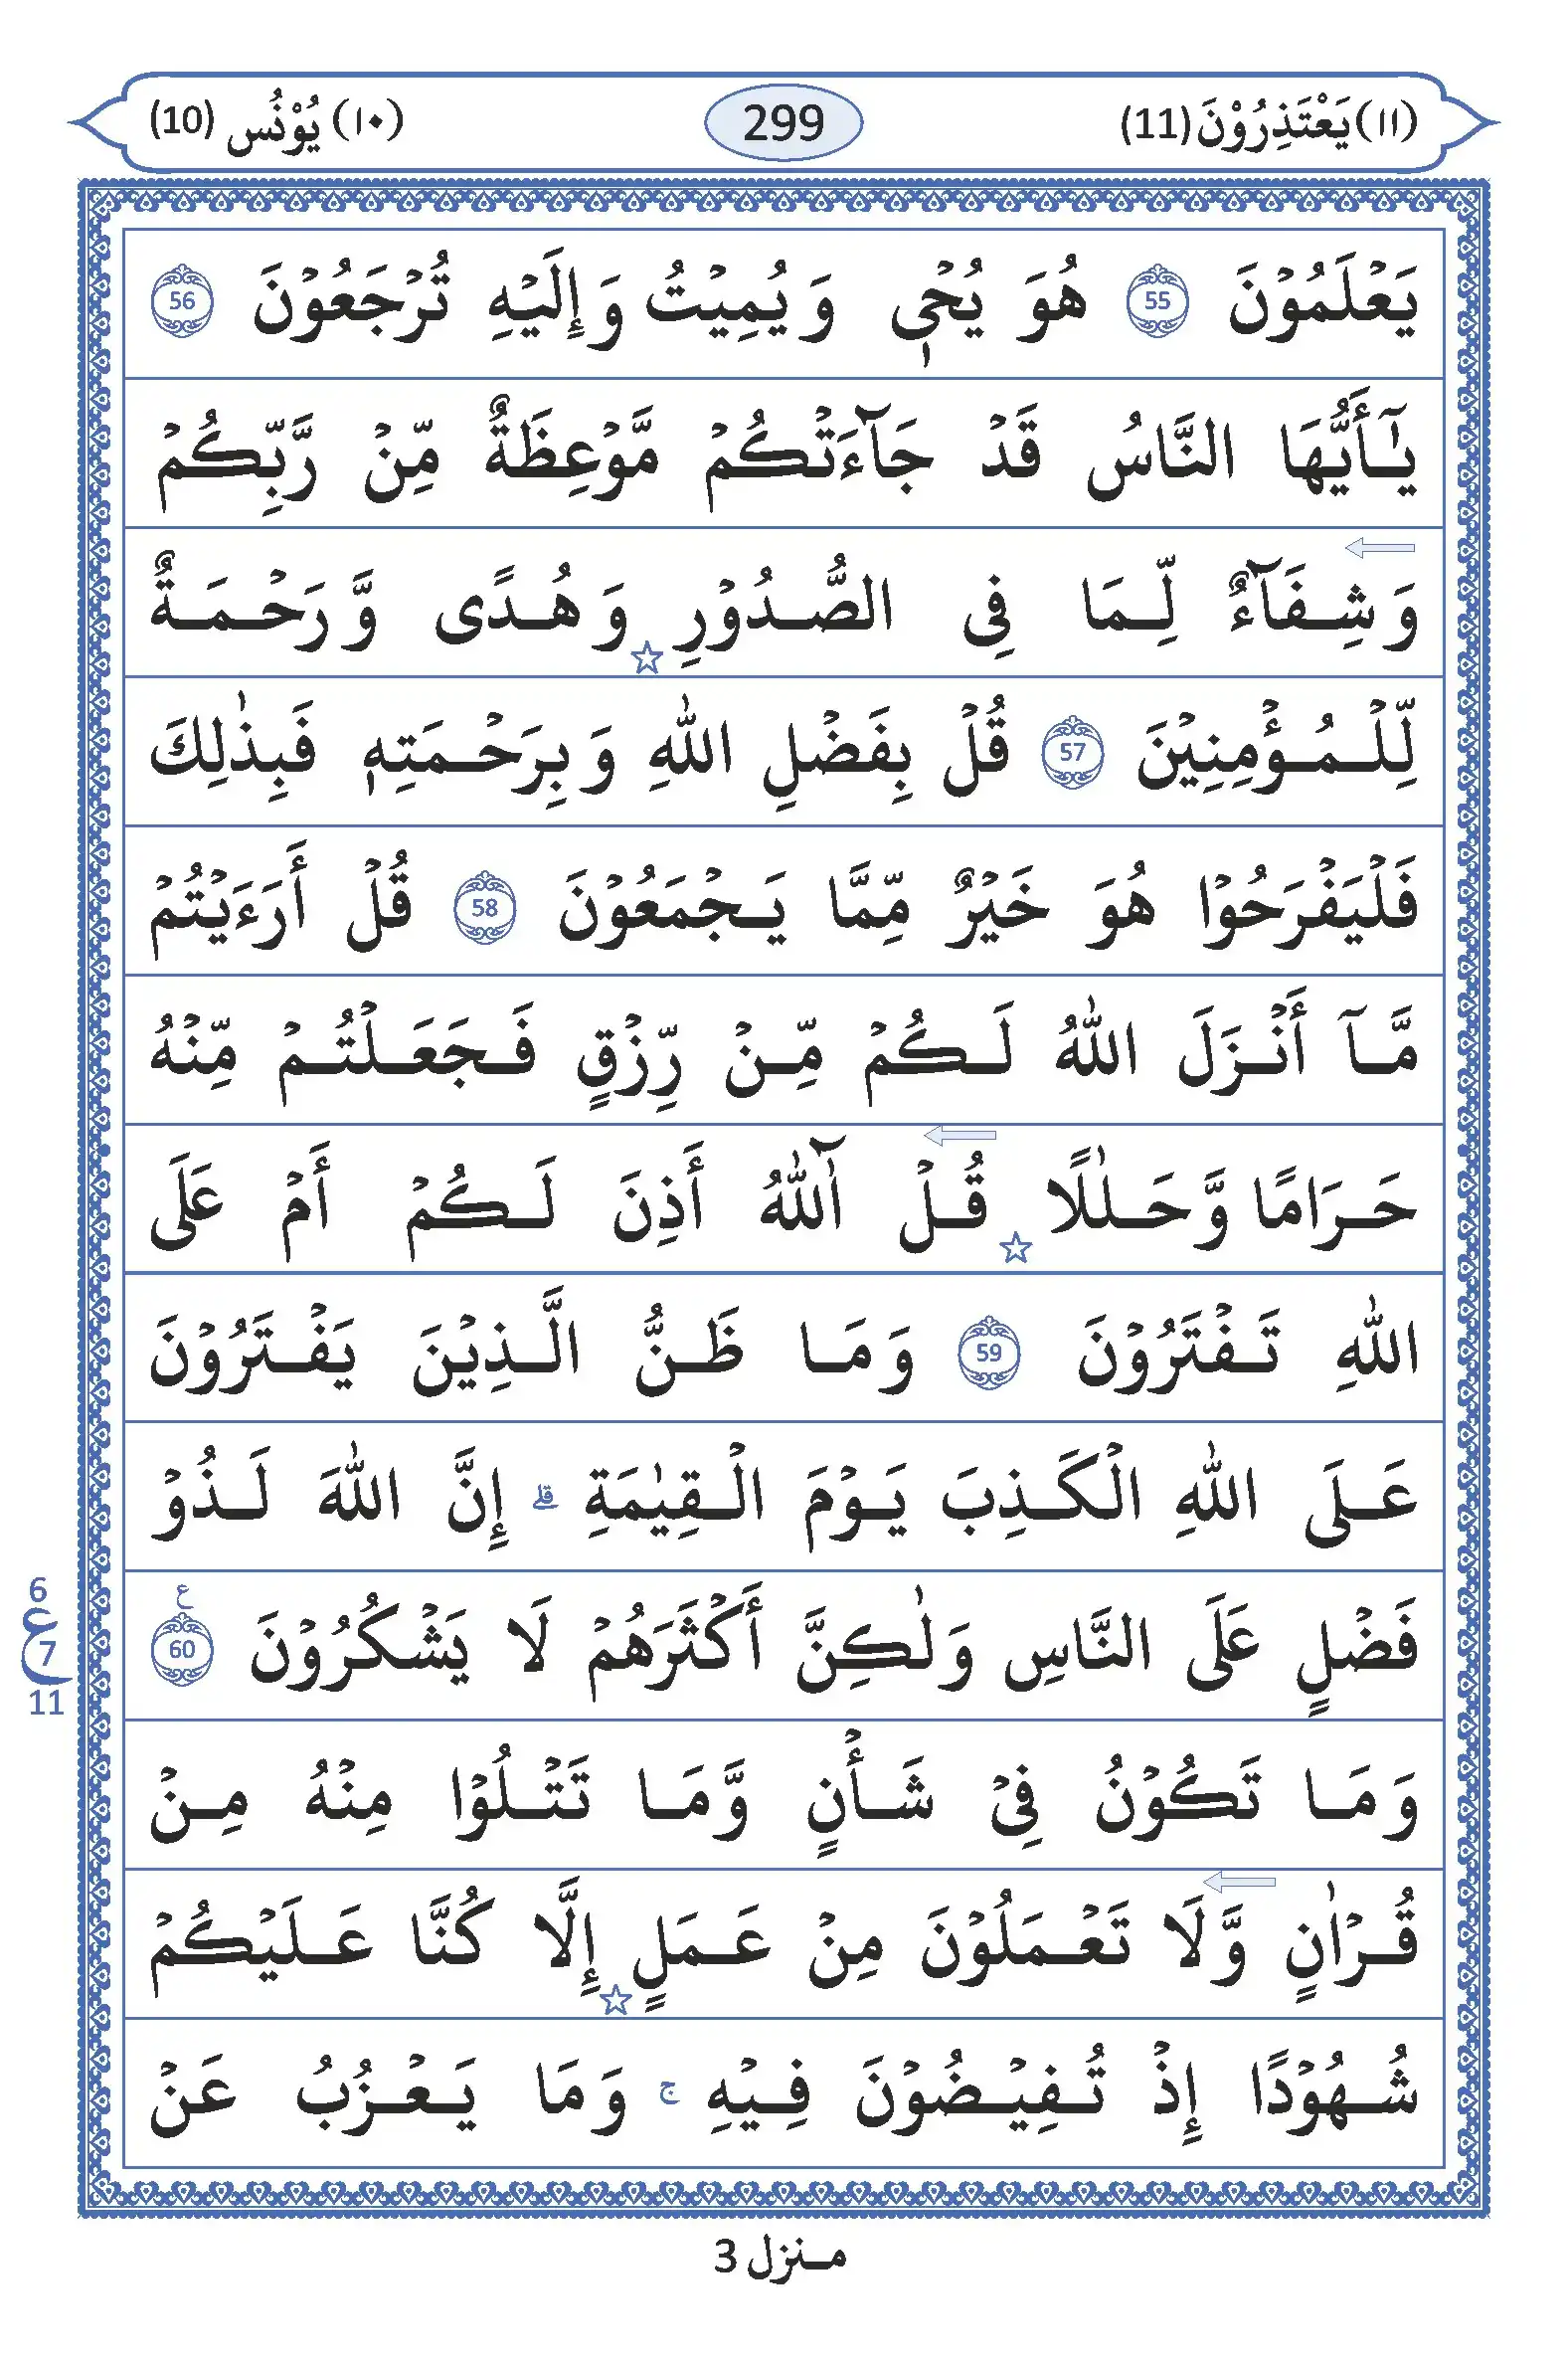 (١١) يَعْتَذِرُوْنَ (11) 299 (١٠) يُوْنُس (10)
يَعْلَمُوْنَ 55 هُوَ يُحْىٖ وَيُمِيْتُ وَإِلَيْهِ تُرْجَعُوْنَ 56
يٰٓأَيُّهَا النَّاسُ قَدْ جَآءَتْكُمْ مَّوْعِظَةٌ مِّنْ رَّبِّكُمْ
وَشِفَآءٌ لِّمَا فِى الصُّدُوْرِ ☆ وَهُدًى وَّرَحْمَةٌ
لِّلْمُؤْمِنِيْنَ 57 قُلْ بِفَضْلِ اللّٰهِ وَبِرَحْمَتِهٖ فَبِذٰلِكَ
فَلْيَفْرَحُوْا هُوَ خَيْرٌ مِّمَّا يَجْمَعُوْنَ 58 قُلْ أَرَءَيْتُمْ
مَّآ أَنْزَلَ اللّٰهُ لَكُمْ مِّنْ رِّزْقٍ فَجَعَلْتُمْ مِّنْهُ
حَرَامًا وَّحَلٰلًا ☆ قُلْ آٰللّٰهُ أَذِنَ لَكُمْ أَمْ عَلَى
اللّٰهِ تَفْتَرُوْنَ 59 وَمَا ظَنُّ الَّذِيْنَ يَفْتَرُوْنَ
عَلَى اللّٰهِ الْكَذِبَ يَوْمَ الْقِيٰمَةِ ۗ إِنَّ اللّٰهَ لَذُوْ
فَضْلٍ عَلَى النَّاسِ وَلٰكِنَّ أَكْثَرَهُمْ لَا يَشْكُرُوْنَ ع 60
6 ع 7 11
وَمَا تَكُوْنُ فِىْ شَأْنٍ وَّمَا تَتْلُوْا مِنْهُ مِنْ
قُرْاٰنٍ وَّلَا تَعْمَلُوْنَ مِنْ عَمَلٍ ☆ إِلَّا كُنَّا عَلَيْكُمْ
شُهُوْدًا إِذْ تُفِيْضُوْنَ فِيْهِ ۚ وَمَا يَعْزُبُ عَنْ
منزل 3